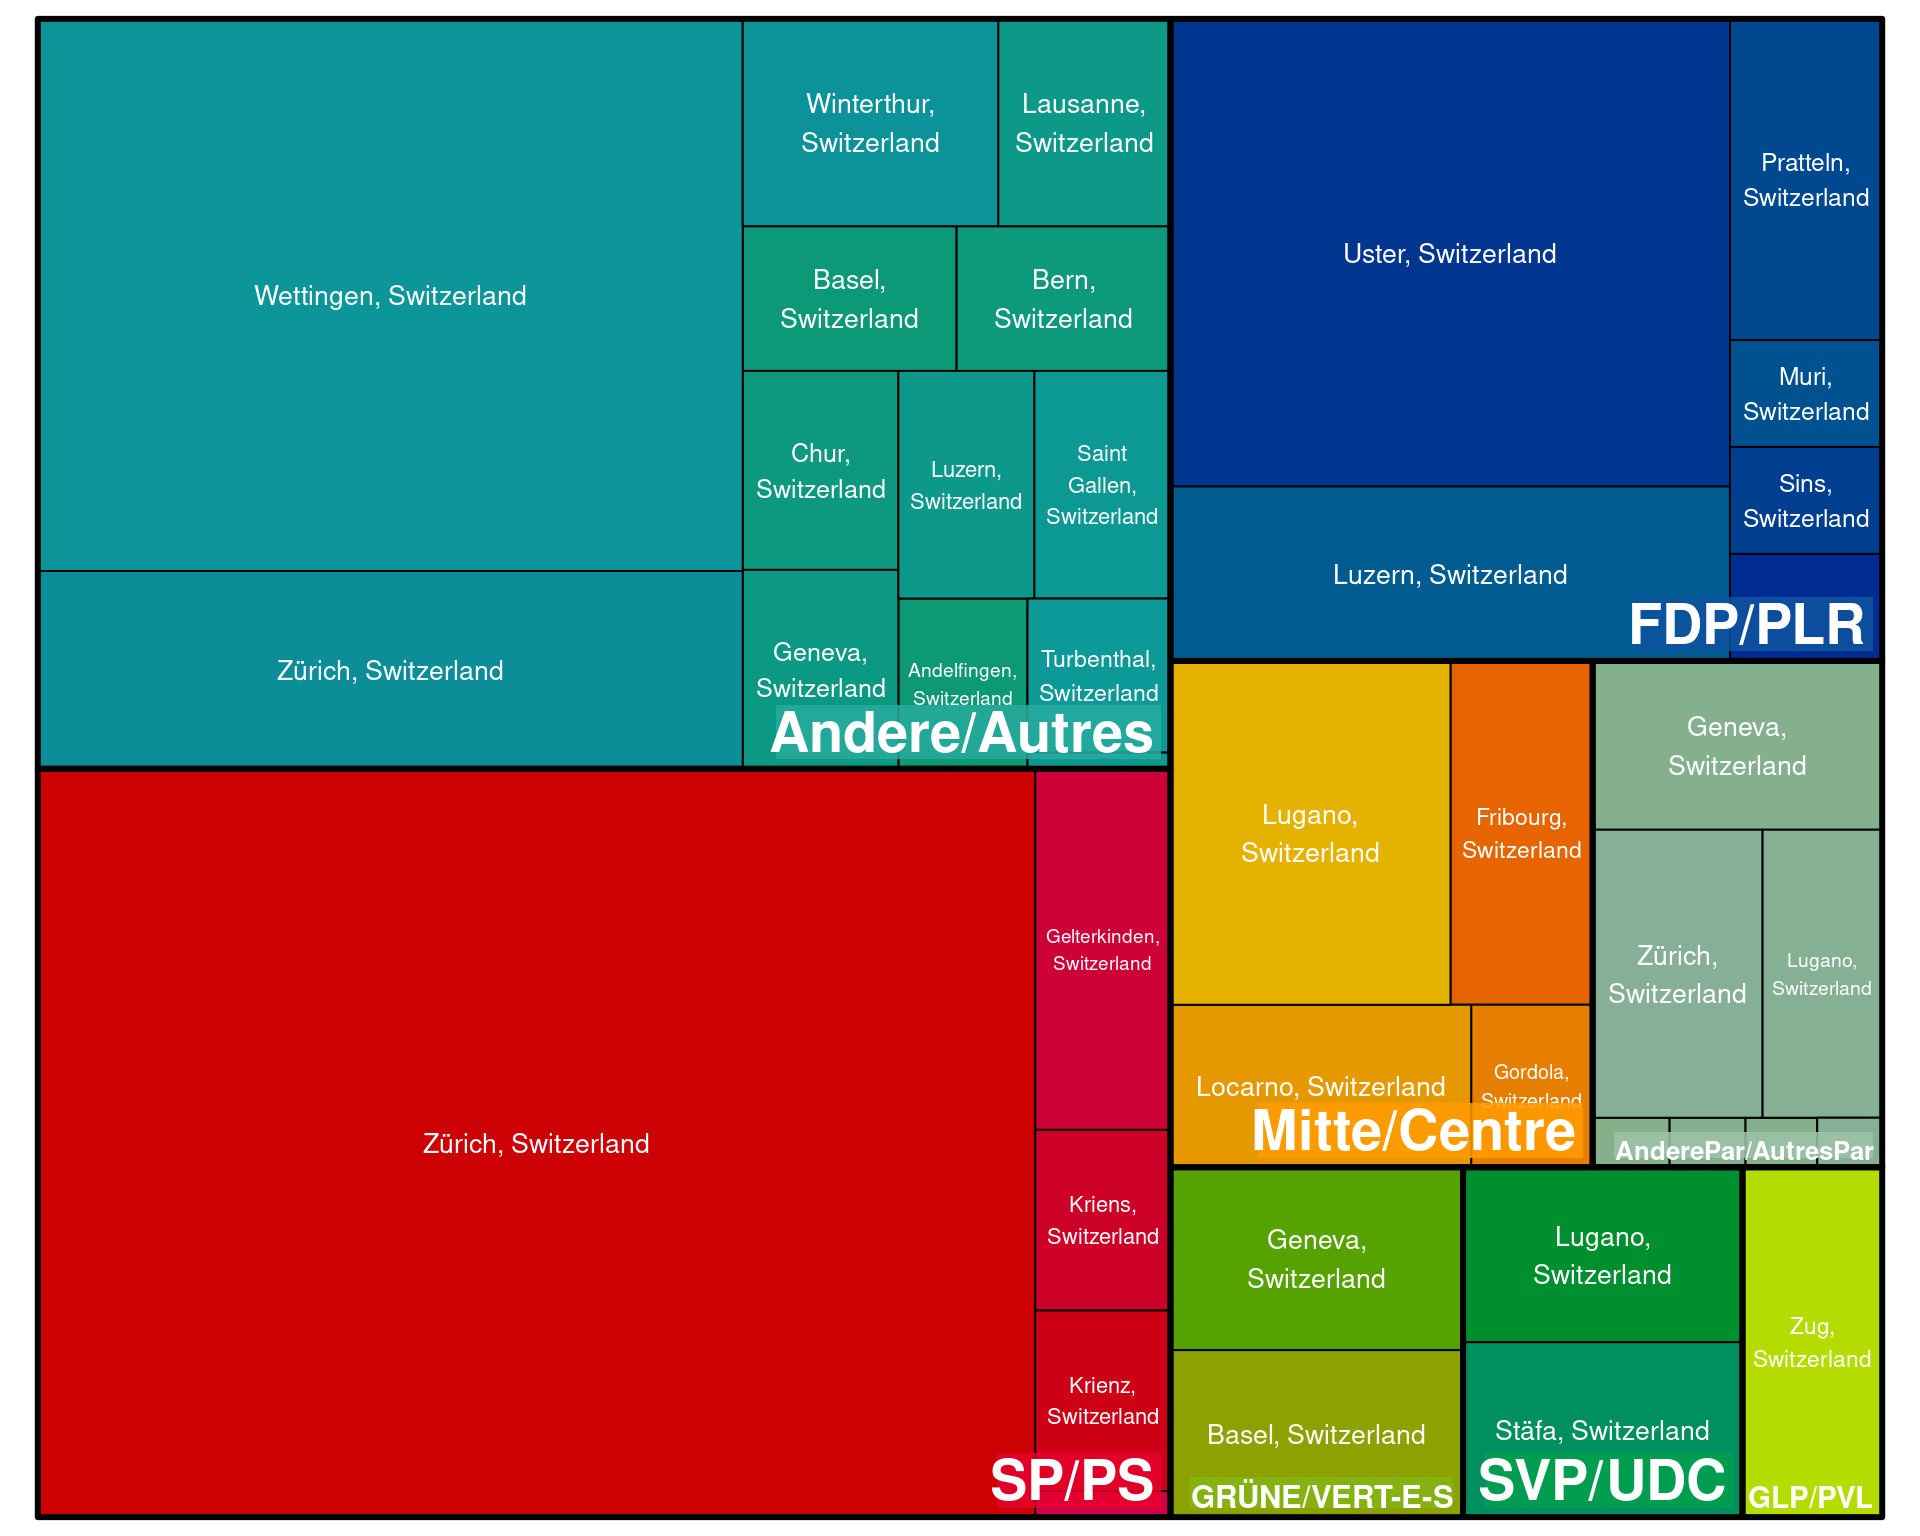 Wettingen, Switzerland
Zürich, Switzerland
Winterthur,
Switzerland
Lausanne,
Switzerland
Basel,
Switzerland
Bern,
Switzerland
Chur,
Switzerland
Luzern,
Switzerland
Saint
Gallen,
Switzerland
Geneva,
Switzerland
Andelfingen,
Switzerland
Turbenthal,
Switzerland
Andere/Autres
Uster, Switzerland
Pratteln,
Switzerland
Muri,
Switzerland
Sins,
Switzerland
Luzern, Switzerland
FDP/PLR
Zürich, Switzerland
Gelterkinden,
Switzerland
Kriens,
Switzerland
Krienz,
Switzerland
SP/PS
Lugano,
Switzerland
Fribourg,
Switzerland
Locarno, Switzerland
Gordola,
Switzerland
Mitte/Centre
Geneva,
Switzerland
Zürich,
Switzerland
Lugano,
Switzerland
AnderePar/AutresPar
Geneva,
Switzerland
Basel, Switzerland
GRÜNE/VERT-E-S
Lugano,
Switzerland
Stäfa, Switzerland
SVP/UDC
Zug,
Switzerland
GLP/PVL